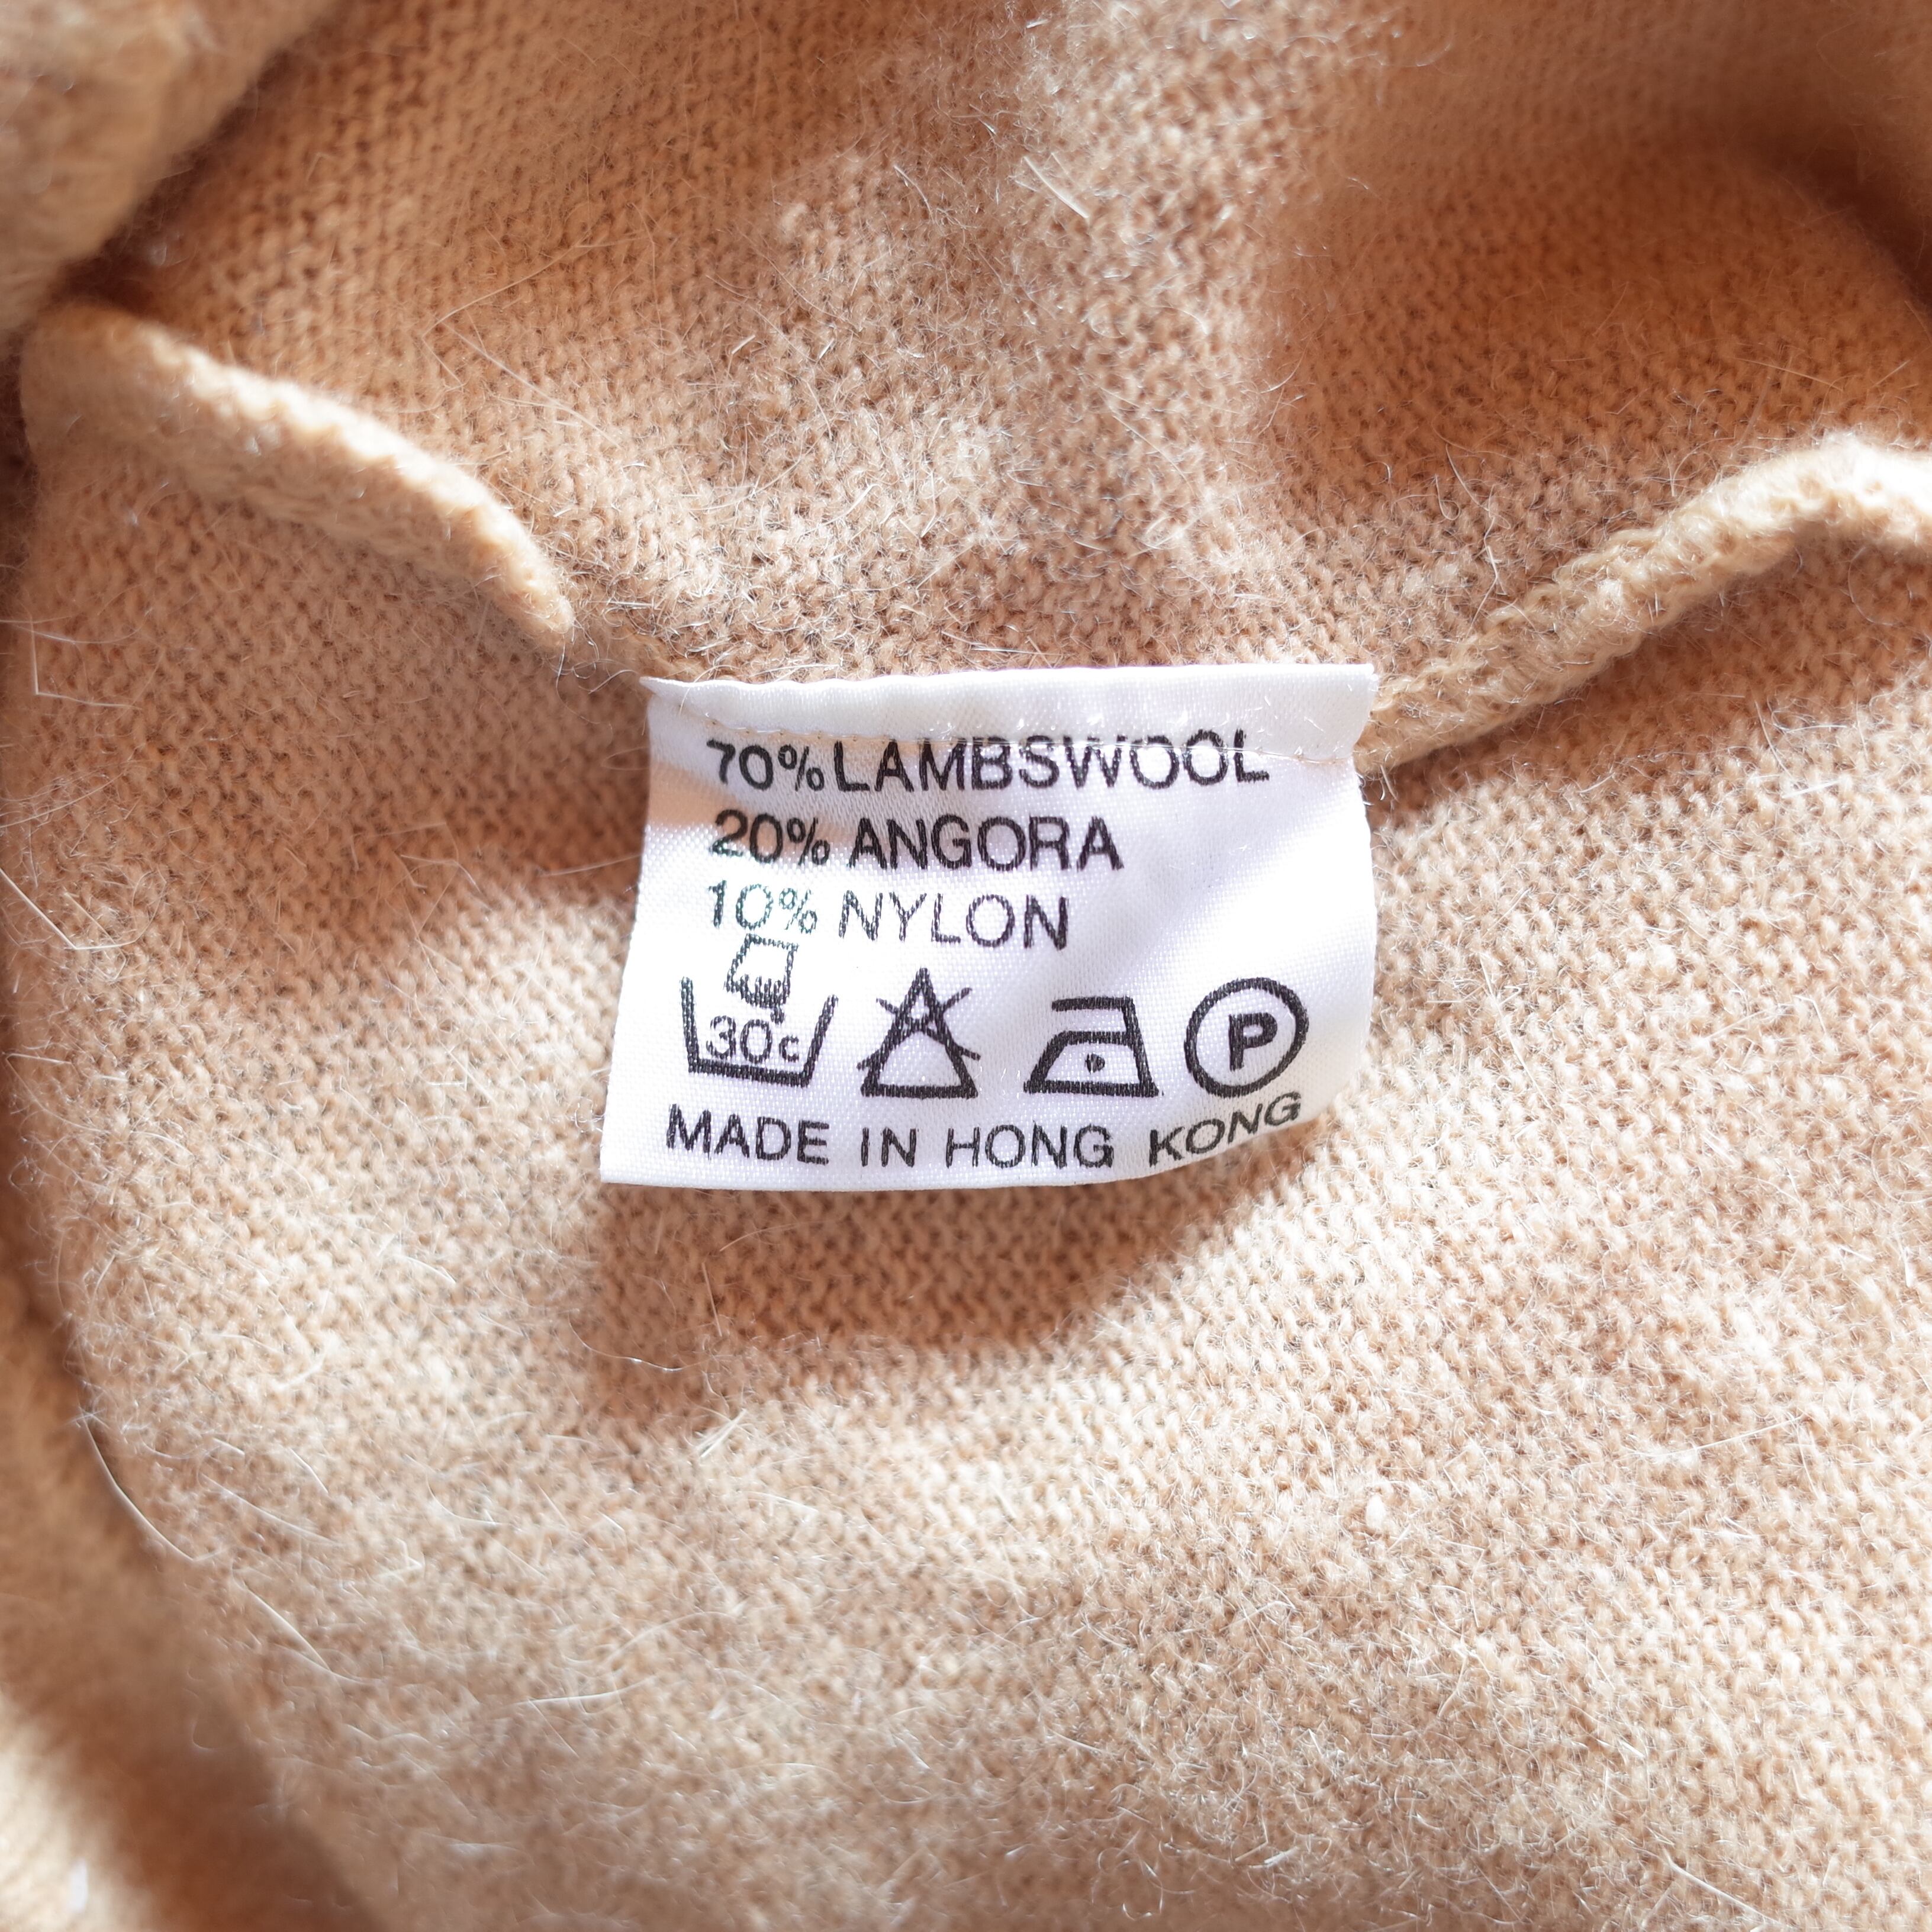 70% LAMBSWOOL
20% ANGORA
10% NYLON
30c P
MADE IN HONG KONG